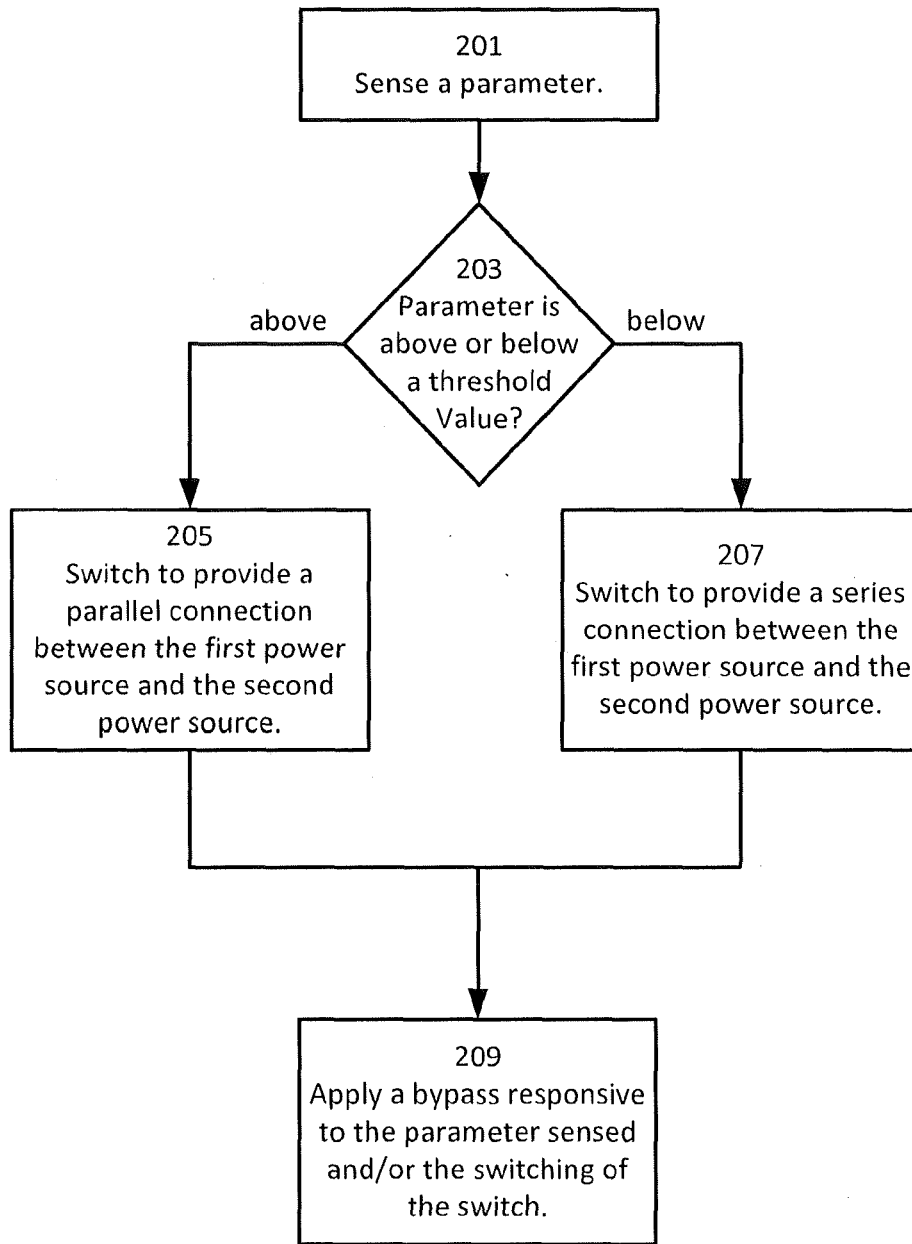 201
Sense a parameter.
203
Parameter is
above or below
a threshold
Value?
above
below
205
Switch to provide a
parallel connection
between the first power
source and the second
power source.
207
Switch to provide a series
connection between the
first power source and the
second power source.
209
Apply a bypass responsive
to the parameter sensed
and/or the switching of
the switch.